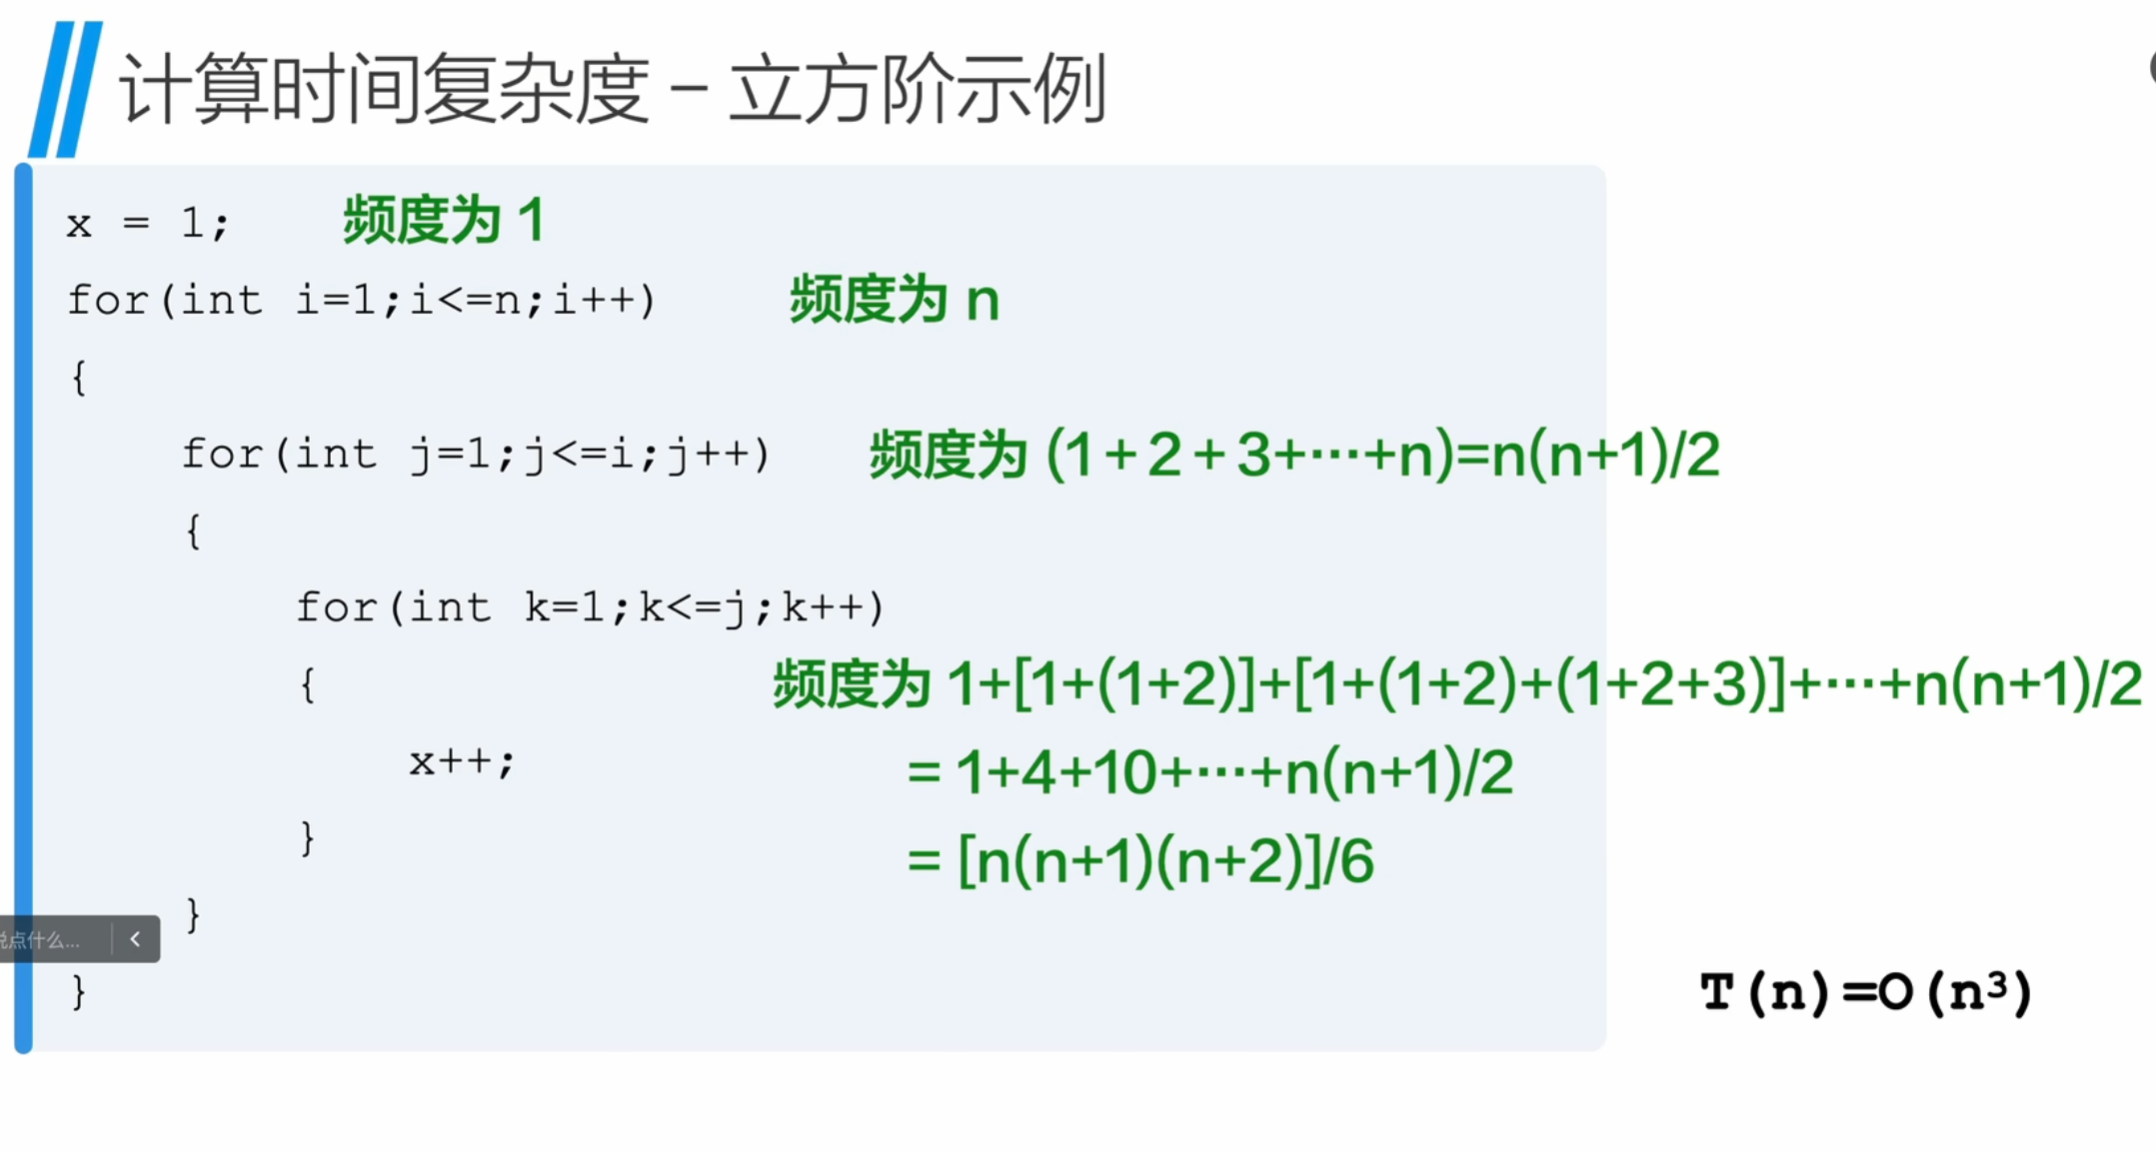 计算时间复杂度 – 立方阶示例
x = 1; 频度为 1
for(int i=1;i<=n;i++) 频度为 n
{
for(int j=1;j<=i;j++) 频度为 (1+2+3+···+n)=n(n+1)/2
{
for(int k=1;k<=j;k++)
{ 频度为 1+[1+(1+2)]+[1+(1+2)+(1+2+3)]+···+n(n+1)/2
x++; = 1+4+10+···+n(n+1)/2
}
= [n(n+1)(n+2)]/6
}
说点什么...
}
T(n)=O(n³)